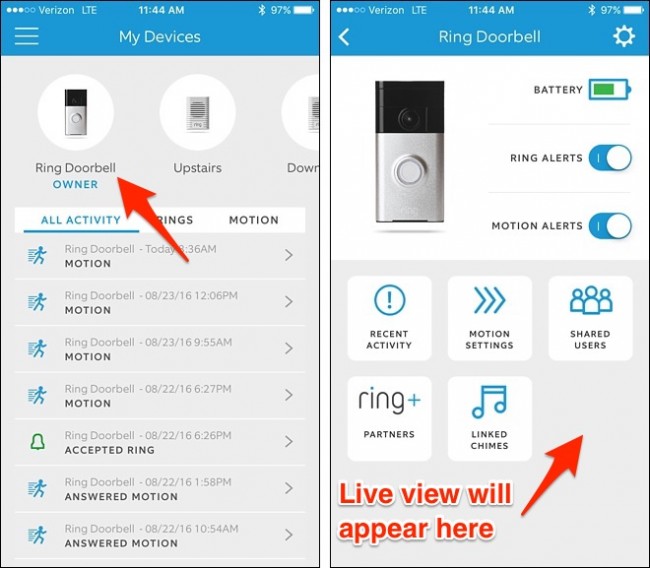 ●●●○○ Verizon LTE 11:44 AM 97%
My Devices
Ring Doorbell
OWNER
Upstairs
Down
ALL ACTIVITY RINGS MOTION
Ring Doorbell - Today 8:36AM
MOTION
Ring Doorbell - 08/23/16 12:06PM
MOTION
Ring Doorbell - 08/23/16 9:55AM
MOTION
Ring Doorbell - 08/22/16 6:27PM
MOTION
Ring Doorbell - 08/22/16 6:26PM
ACCEPTED RING
Ring Doorbell - 08/22/16 1:58PM
ANSWERED MOTION
Ring Doorbell - 08/22/16 10:54AM
ANSWERED MOTION
●●●○○ Verizon LTE 11:44 AM 97%
Ring Doorbell
BATTERY
RING ALERTS
MOTION ALERTS
RECENT
ACTIVITY
MOTION
SETTINGS
SHARED
USERS
ring+
PARTNERS
LINKED
CHIMES
Live view will
appear here